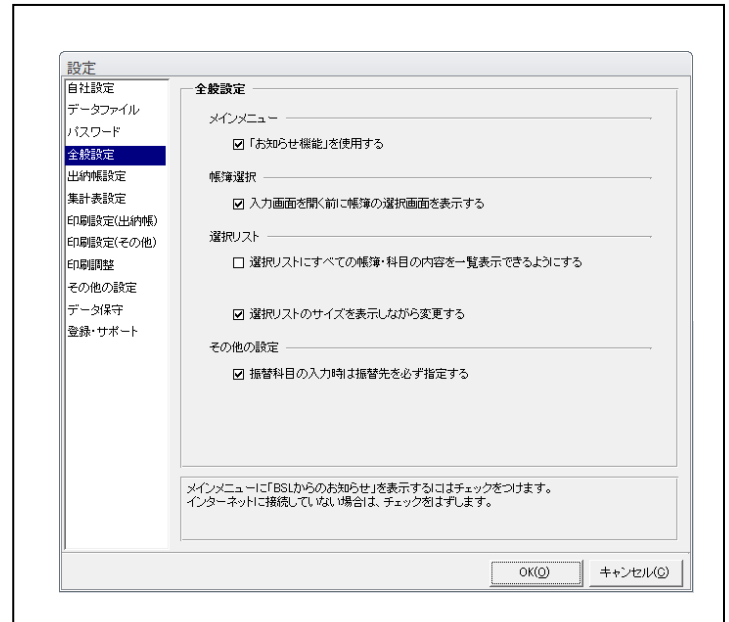 設定
自社設定
データファイル
パスワード
全般設定
出納帳設定
集計表設定
印刷設定(出納帳)
印刷設定(その他)
印刷調整
その他の設定
データ保守
登録・サポート
全般設定
メインメニュー
「お知らせ機能」を使用する
帳簿選択
入力画面を開く前に帳簿の選択画面を表示する
選択リスト
選択リストにすべての帳簿・科目の内容を一覧表示できるようにする
選択リストのサイズを表示しながら変更する
その他の設定
振替科目の入力時は振替先を必ず指定する
メインメニューに「BSLからのお知らせ」を表示するにはチェックをつけます。
インターネットに接続していない場合は、チェックをはずします。
OK(O)
キャンセル(C)